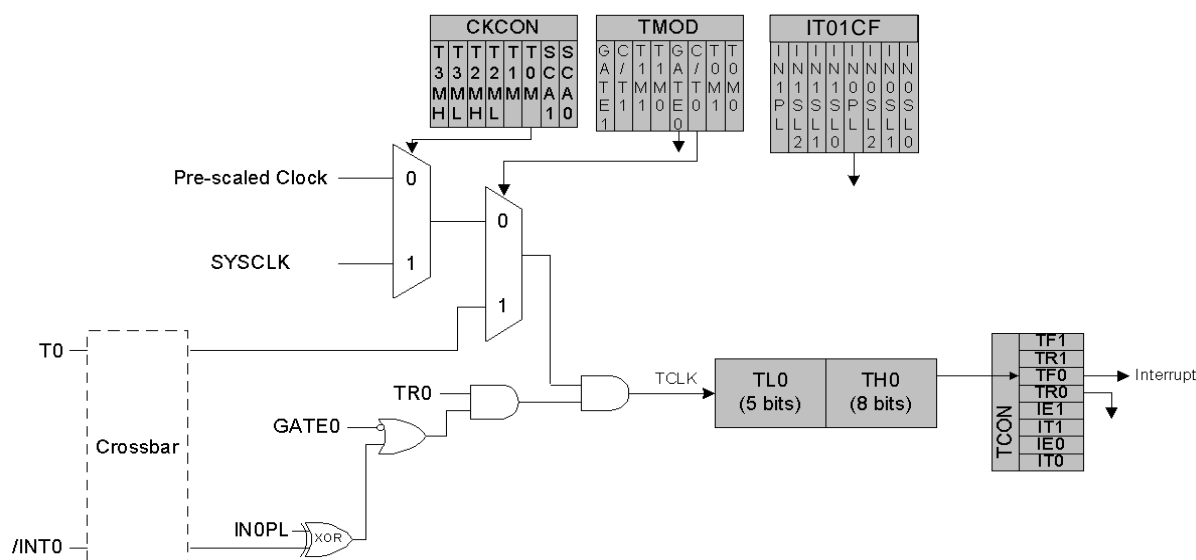 CKCON
T3MH T3ML T2MH T2ML T1M T0M SCA1 SCA0
TMOD
GATE1 C/T1 T1M1 T1M0 GATE0 C/T0 T0M1 T0M0
IT01CF
IN1PL IN1SL2 IN1SL1 IN1SL0 IN0PL IN0SL2 IN0SL1 IN0SL0
Pre-scaled Clock
0
SYSCLK
1
0
1
T0
Crossbar
/INT0
TR0
GATE0
IN0PL
XOR
TCLK
TL0
(5 bits)
TH0
(8 bits)
TCON
TF1
TR1
TF0
TR0
IE1
IT1
IE0
IT0
Interrupt